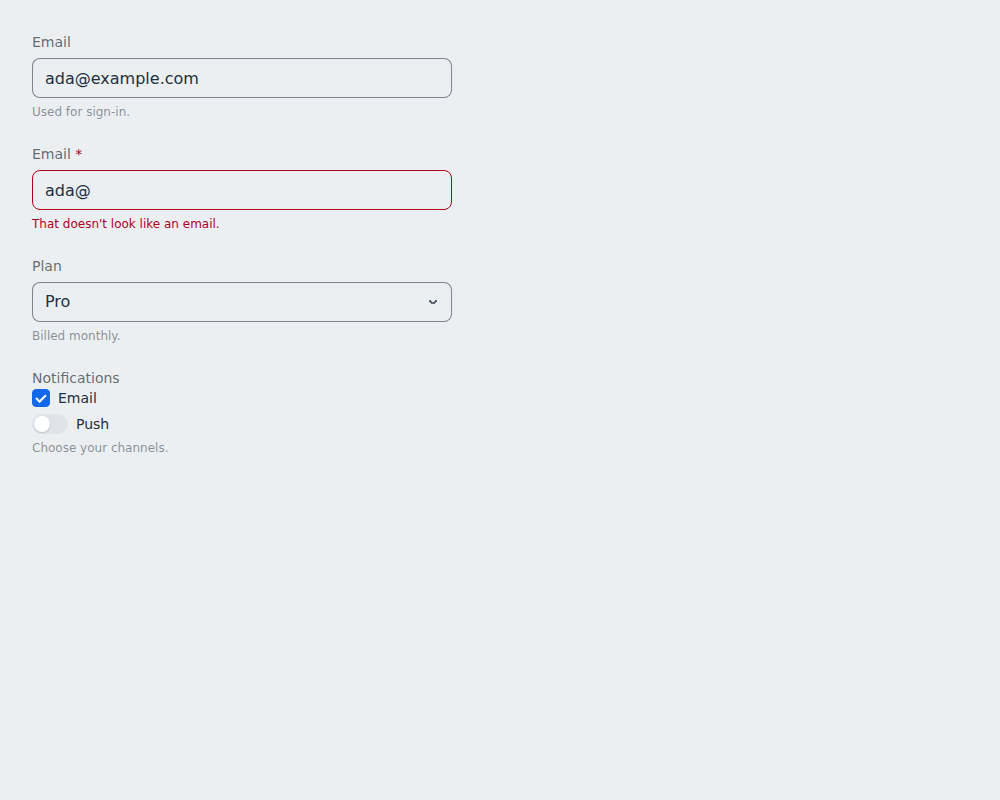 Email
ada@example.com
Used for sign-in.
Email *
ada@
That doesn't look like an email.
Plan
Pro
Billed monthly.
Notifications
Email
Push
Choose your channels.